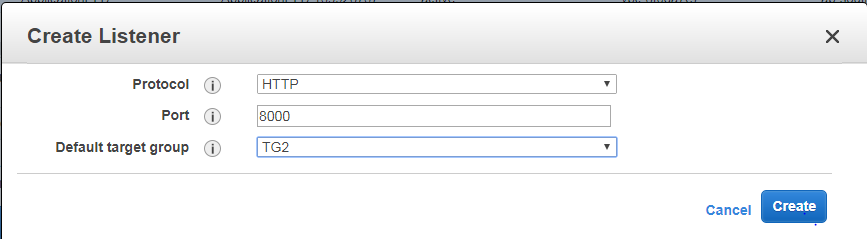 Create Listener
Protocol HTTP
Port 8000
Default target group TG2
Cancel Create